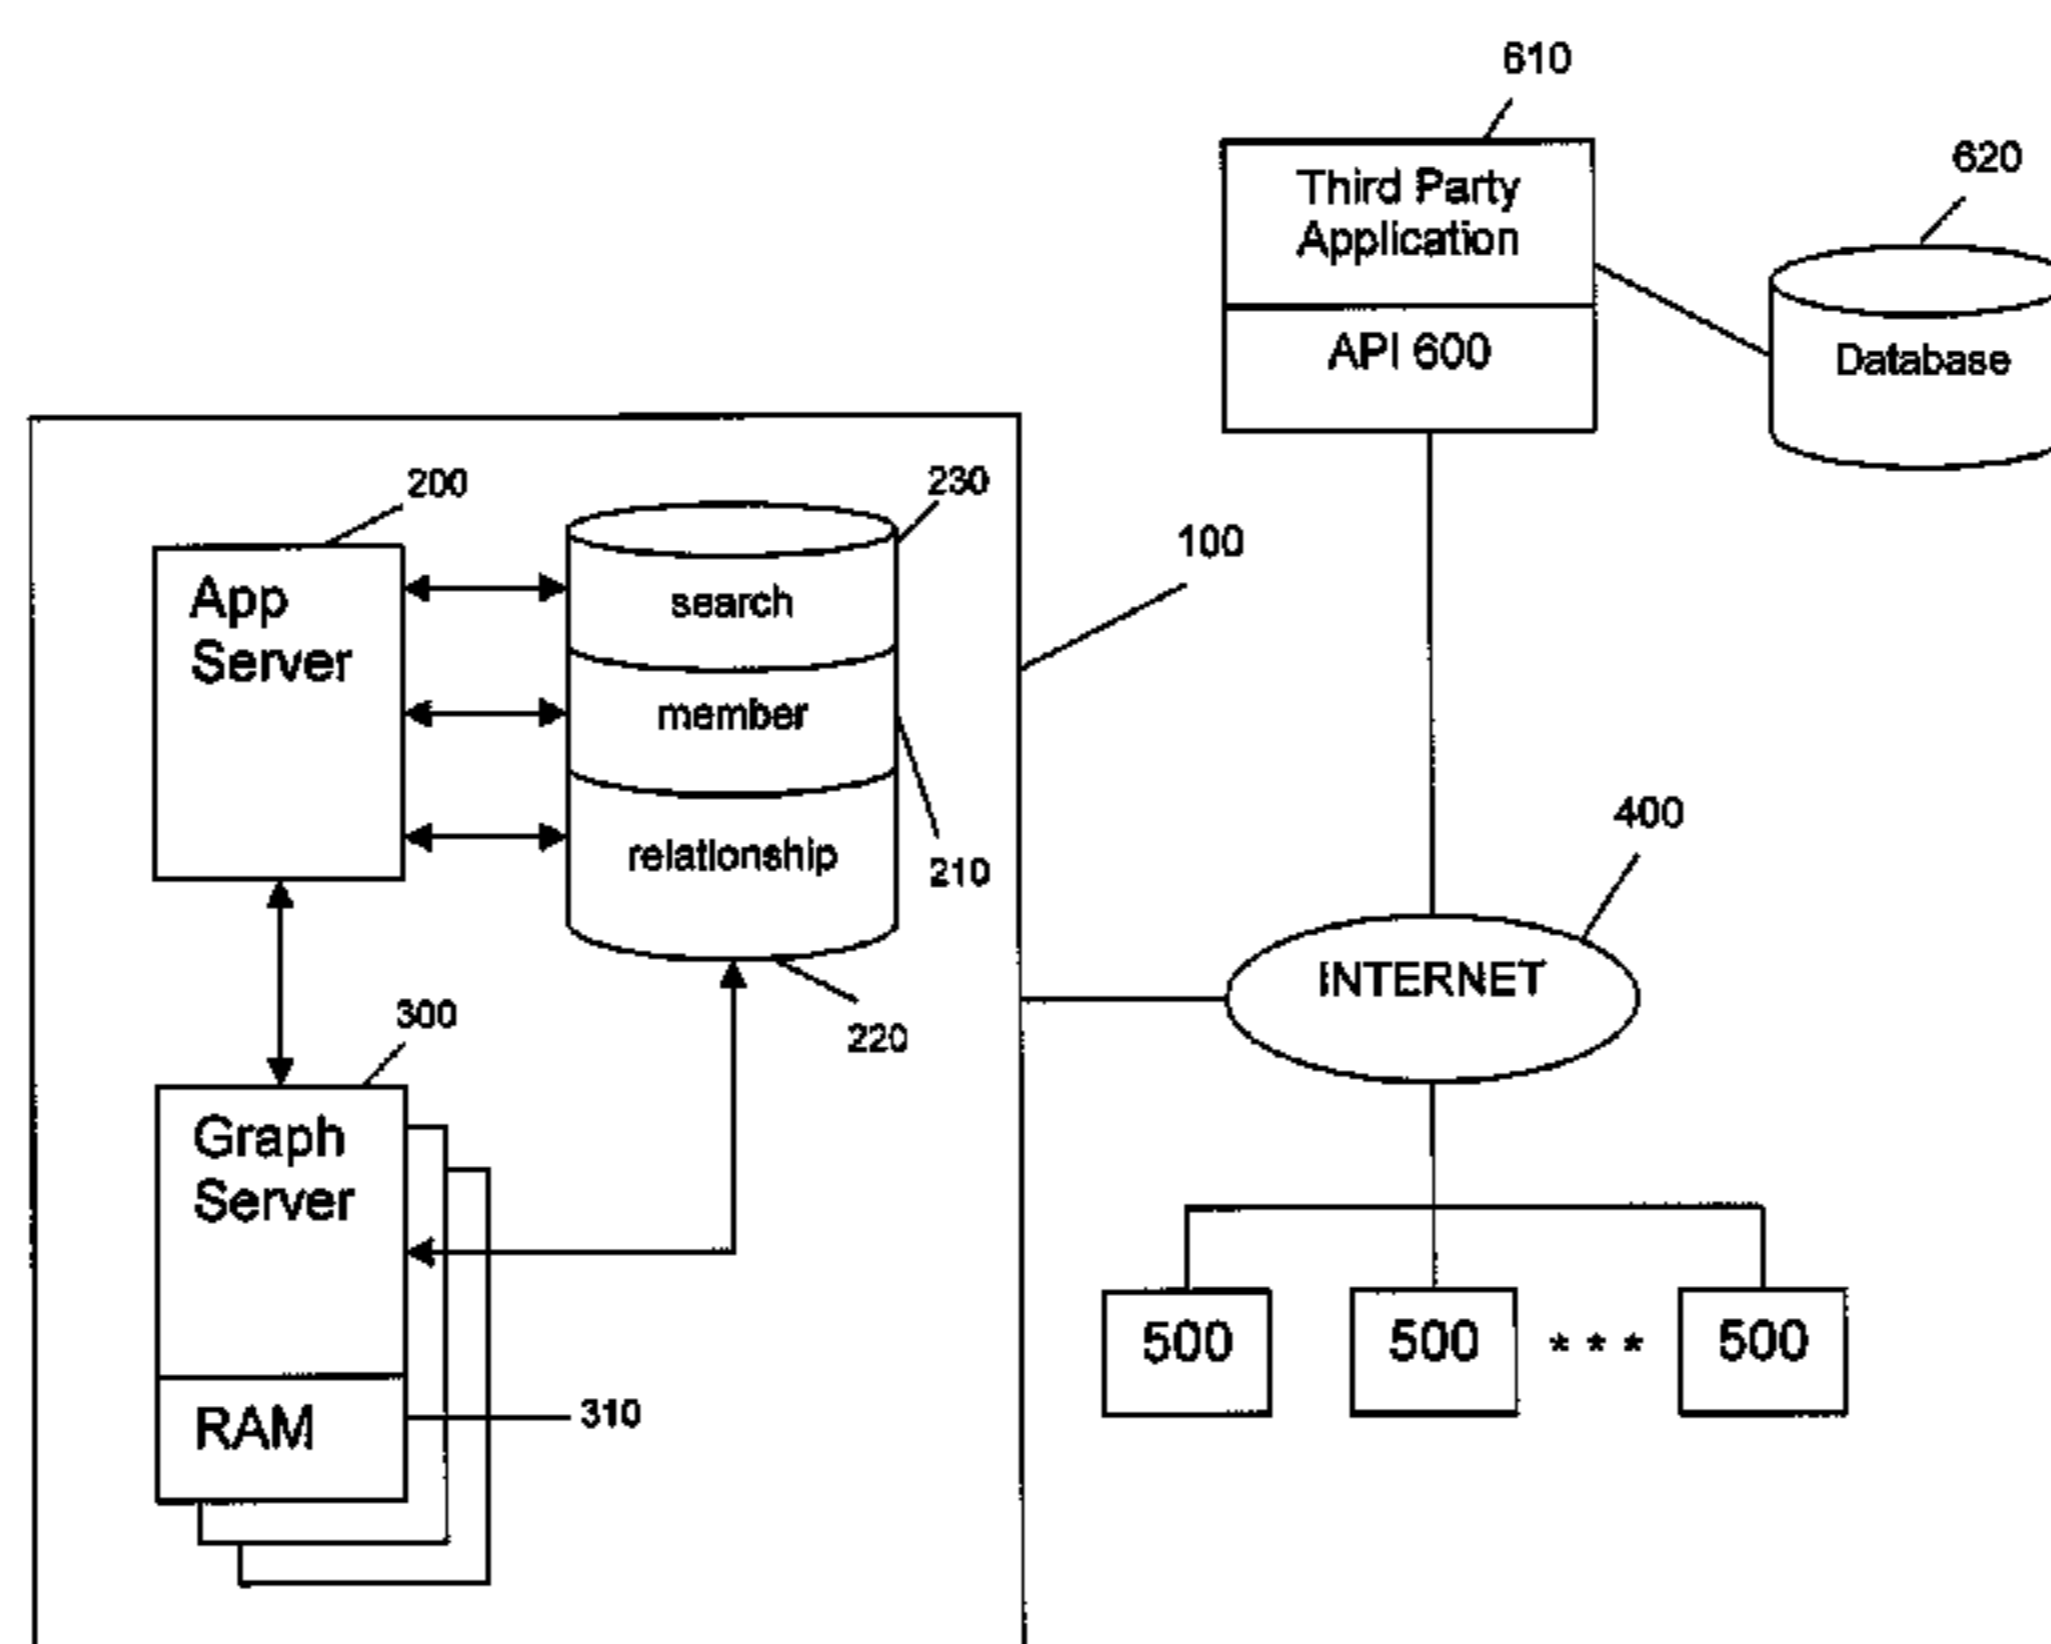 610
Third Party
Application
API 600
620
Database
200
App
Server
230
search
member
relationship
210
220
100
300
Graph
Server
RAM
310
400
INTERNET
500
500
* * *
500